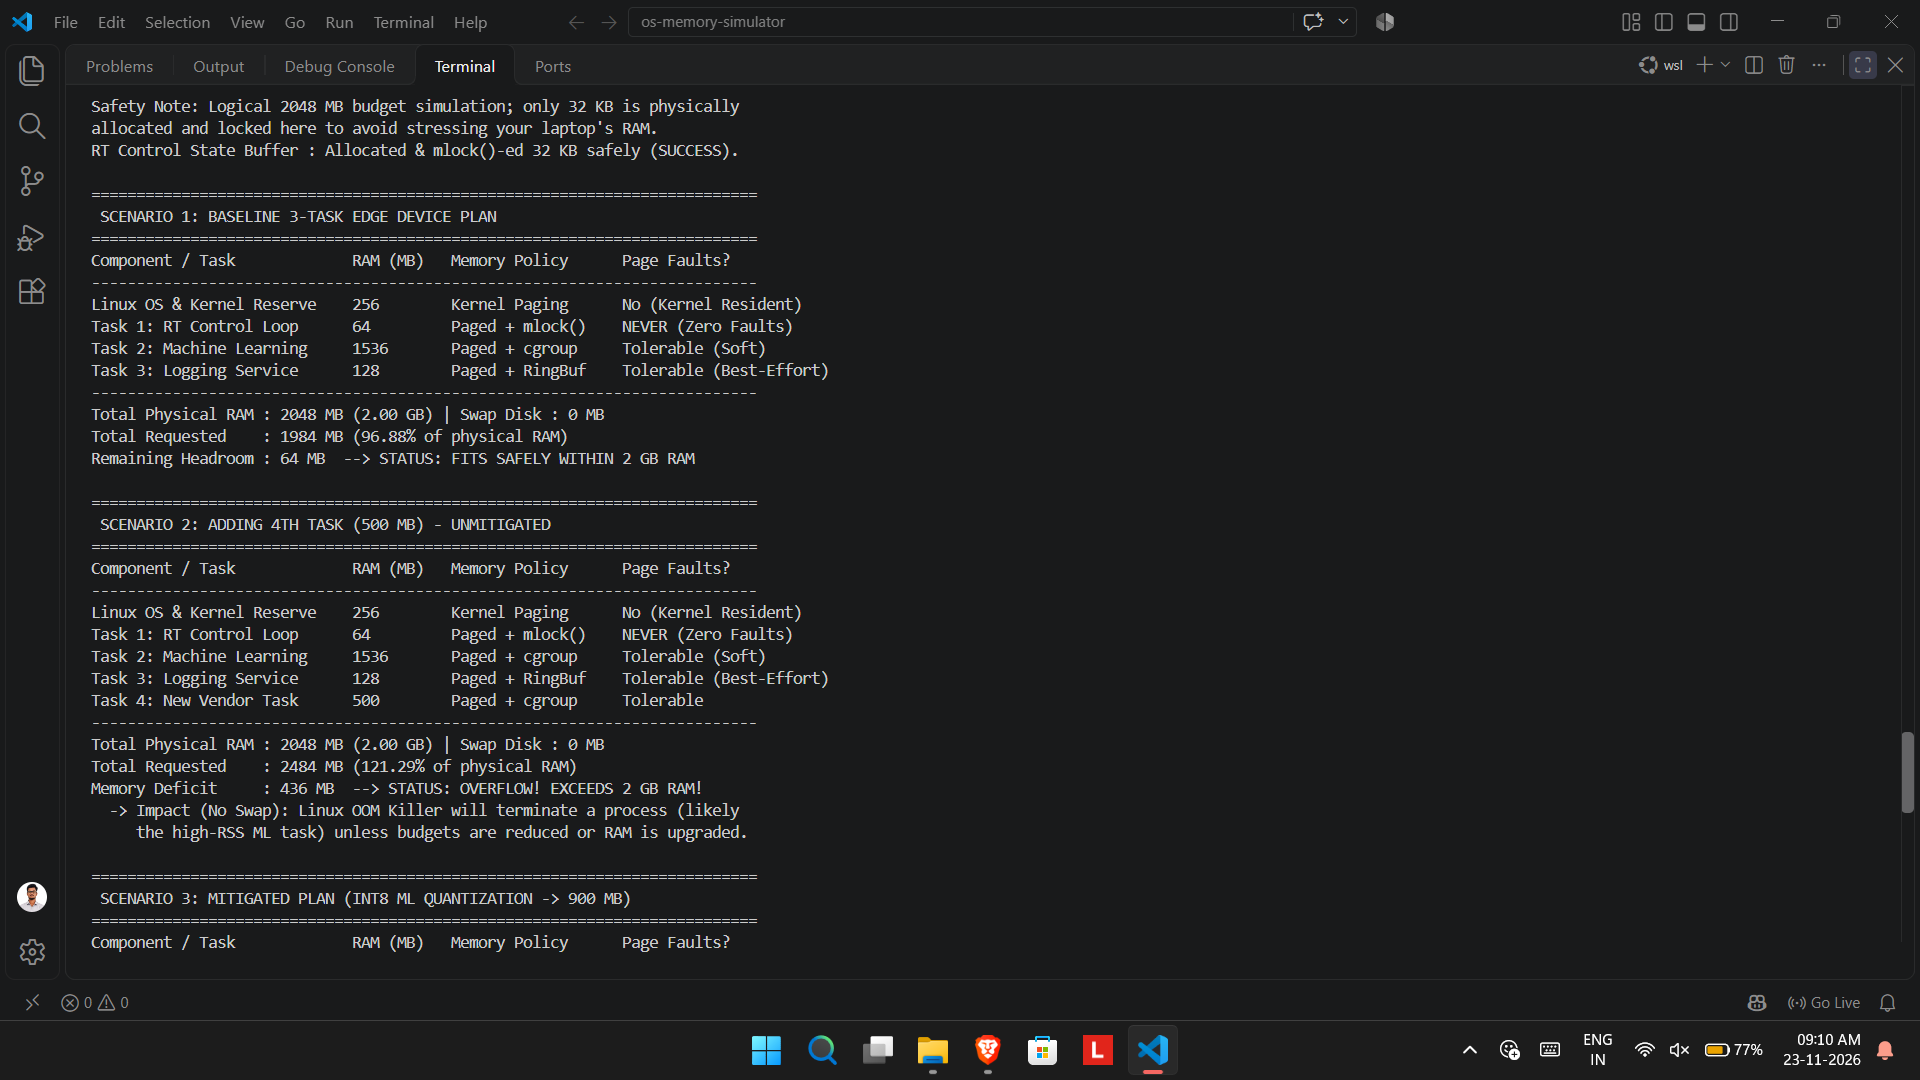 File Edit Selection View Go Run Terminal Help
os-memory-simulator
Problems Output Debug Console Terminal Ports
wsl
Safety Note: Logical 2048 MB budget simulation; only 32 KB is physically
allocated and locked here to avoid stressing your laptop's RAM.
RT Control State Buffer : Allocated & mlock()-ed 32 KB safely (SUCCESS).
==========================================================================
SCENARIO 1: BASELINE 3-TASK EDGE DEVICE PLAN
==========================================================================
Component / Task RAM (MB) Memory Policy Page Faults?
--------------------------------------------------------------------------
Linux OS & Kernel Reserve 256 Kernel Paging No (Kernel Resident)
Task 1: RT Control Loop 64 Paged + mlock() NEVER (Zero Faults)
Task 2: Machine Learning 1536 Paged + cgroup Tolerable (Soft)
Task 3: Logging Service 128 Paged + RingBuf Tolerable (Best-Effort)
--------------------------------------------------------------------------
Total Physical RAM : 2048 MB (2.00 GB) | Swap Disk : 0 MB
Total Requested : 1984 MB (96.88% of physical RAM)
Remaining Headroom : 64 MB --> STATUS: FITS SAFELY WITHIN 2 GB RAM
==========================================================================
SCENARIO 2: ADDING 4TH TASK (500 MB) - UNMITIGATED
==========================================================================
Component / Task RAM (MB) Memory Policy Page Faults?
--------------------------------------------------------------------------
Linux OS & Kernel Reserve 256 Kernel Paging No (Kernel Resident)
Task 1: RT Control Loop 64 Paged + mlock() NEVER (Zero Faults)
Task 2: Machine Learning 1536 Paged + cgroup Tolerable (Soft)
Task 3: Logging Service 128 Paged + RingBuf Tolerable (Best-Effort)
Task 4: New Vendor Task 500 Paged + cgroup Tolerable
--------------------------------------------------------------------------
Total Physical RAM : 2048 MB (2.00 GB) | Swap Disk : 0 MB
Total Requested : 2484 MB (121.29% of physical RAM)
Memory Deficit : 436 MB --> STATUS: OVERFLOW! EXCEEDS 2 GB RAM!
-> Impact (No Swap): Linux OOM Killer will terminate a process (likely
the high-RSS ML task) unless budgets are reduced or RAM is upgraded.
==========================================================================
SCENARIO 3: MITIGATED PLAN (INT8 ML QUANTIZATION -> 900 MB)
==========================================================================
Component / Task RAM (MB) Memory Policy Page Faults?
0 0
Go Live
L
ENG
IN
77%
09:10 AM
23-11-2026